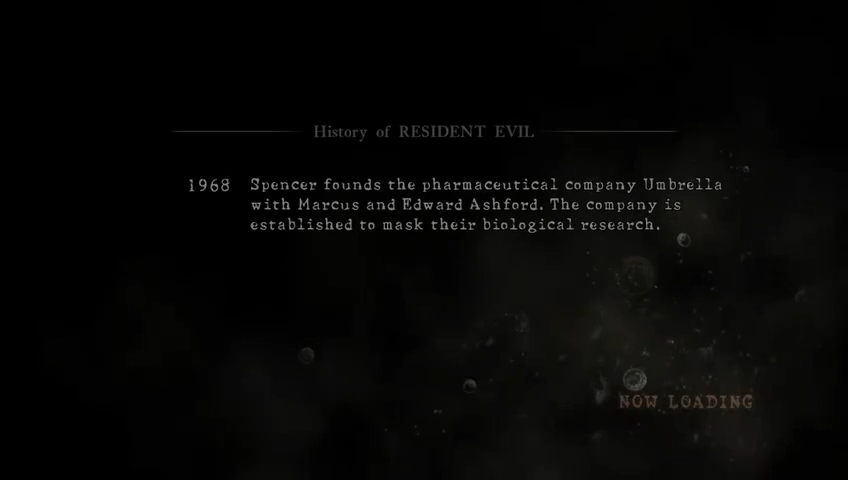 History of RESIDENT EVIL
1968 Spencer founds the pharmaceutical company Umbrella
with Marcus and Edward Ashford. The company is
established to mask their biological research.
NOW LOADING